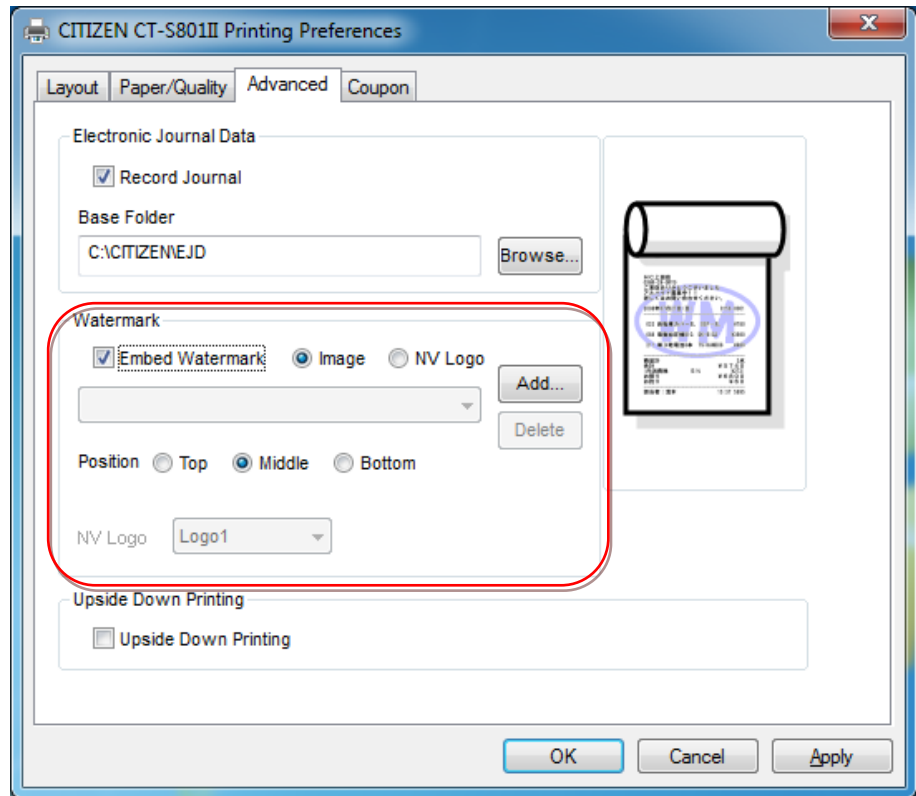 CITIZEN CT-S801II Printing Preferences
Layout Paper/Quality Advanced Coupon
Electronic Journal Data
Record Journal
Base Folder
C:\CITIZEN\EJD Browse...
Watermark
Embed Watermark Image NV Logo
Add...
Delete
Position Top Middle Bottom
NV Logo Logo1
WM
Upside Down Printing
Upside Down Printing
OK Cancel Apply